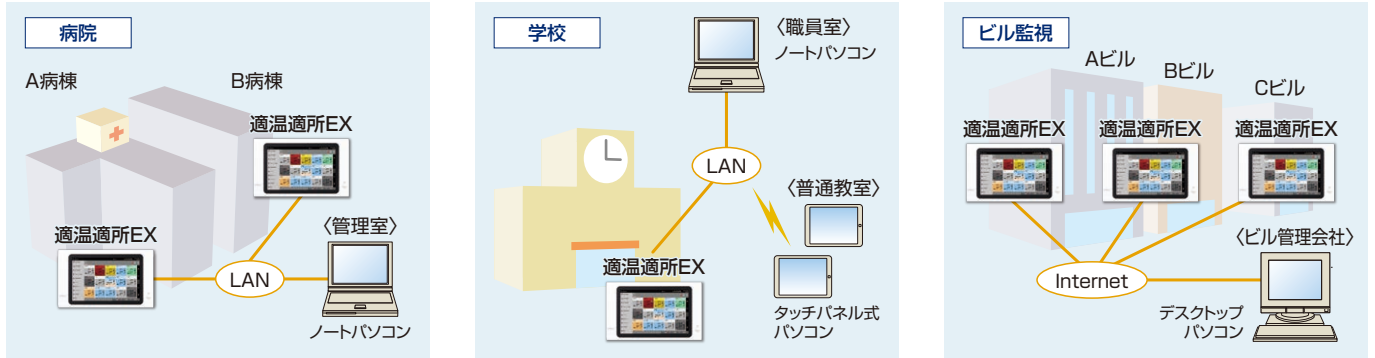 病院
A病棟
B病棟
適温適所EX
適温適所EX
〈管理室〉
LAN
ノートパソコン
学校
〈職員室〉
ノートパソコン
LAN
〈普通教室〉
適温適所EX
タッチパネル式
パソコン
ビル監視
Aビル
Bビル
Cビル
適温適所EX
適温適所EX
適温適所EX
〈ビル管理会社〉
Internet
デスクトップ
パソコン